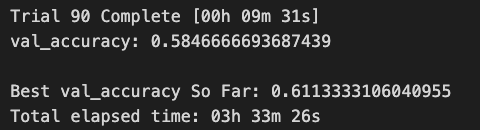 Trial 90 Complete [00h 09m 31s]
val_accuracy: 0.5846666693687439
Best val_accuracy So Far: 0.6113333106040955
Total elapsed time: 03h 33m 26s